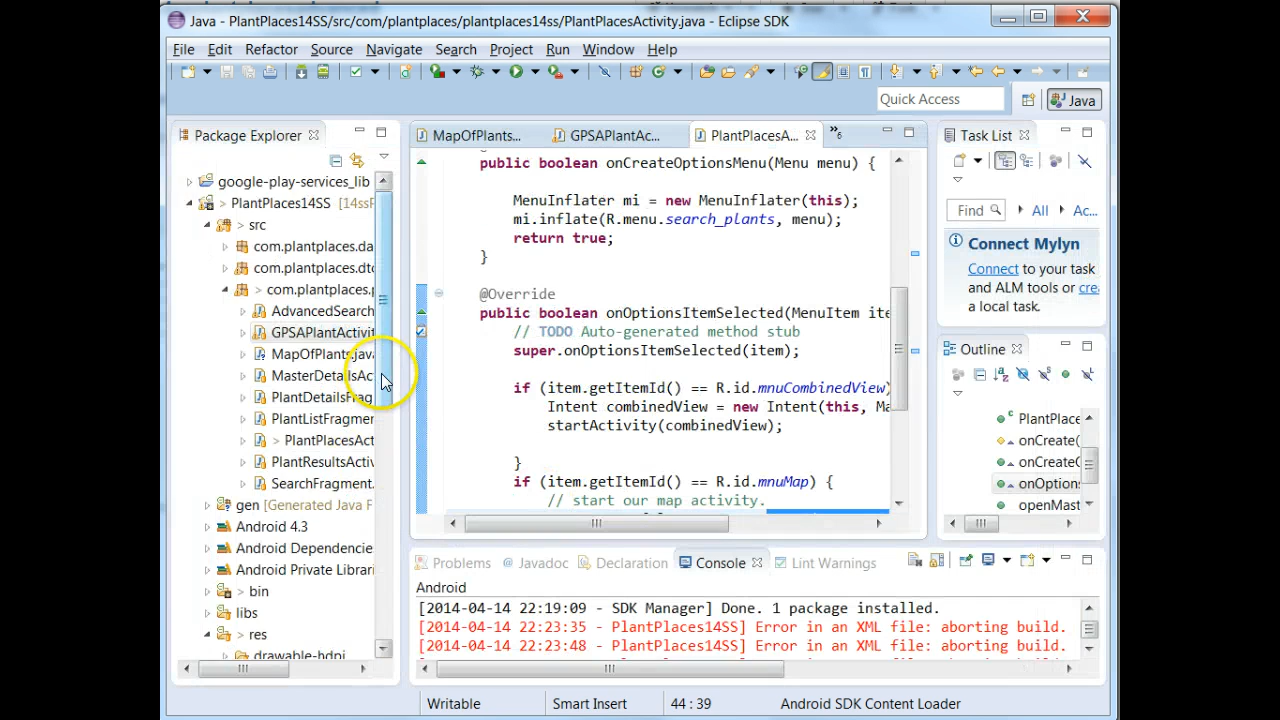 Java - PlantPlaces14SS/src/com/plantplaces/plantplaces14ss/PlantPlacesActivity.java - Eclipse SDK
File Edit Refactor Source Navigate Search Project Run Window Help
Quick Access
Java
Package Explorer
google-play-services_lib
PlantPlaces14SS [14ssP
> src
com.plantplaces.da
com.plantplaces.dto
> com.plantplaces.p
AdvancedSearch
GPSAPlantActivit
MapOfPlants.java
MasterDetailsAc
PlantDetailsFrag
PlantListFragmen
> PlantPlacesAct
PlantResultsActiv
SearchFragment.
gen [Generated Java F
Android 4.3
Android Dependencie
Android Private Librari
> bin
libs
> res
drawable-hdpi
MapOfPlants... GPSAPlantAc... PlantPlacesA... »6
public boolean onCreateOptionsMenu(Menu menu) {
MenuInflater mi = new MenuInflater(this);
mi.inflate(R.menu.search_plants, menu);
return true;
}
@Override
public boolean onOptionsItemSelected(MenuItem ite
// TODO Auto-generated method stub
super.onOptionsItemSelected(item);
if (item.getItemId() == R.id.mnuCombinedView)
Intent combinedView = new Intent(this, Ma
startActivity(combinedView);
}
if (item.getItemId() == R.id.mnuMap) {
// start our map activity.
Task List
Find All Ac...
Connect Mylyn
Connect to your task
and ALM tools or cre
a local task.
Outline
PlantPlace
onCreate(
onCreateO
onOptions
openMast
Problems @ Javadoc Declaration Console Lint Warnings
Android
[2014-04-14 22:19:09 - SDK Manager] Done. 1 package installed.
[2014-04-14 22:23:35 - PlantPlaces14SS] Error in an XML file: aborting build.
[2014-04-14 22:23:48 - PlantPlaces14SS] Error in an XML file: aborting build.
Writable Smart Insert 44 : 39 Android SDK Content Loader